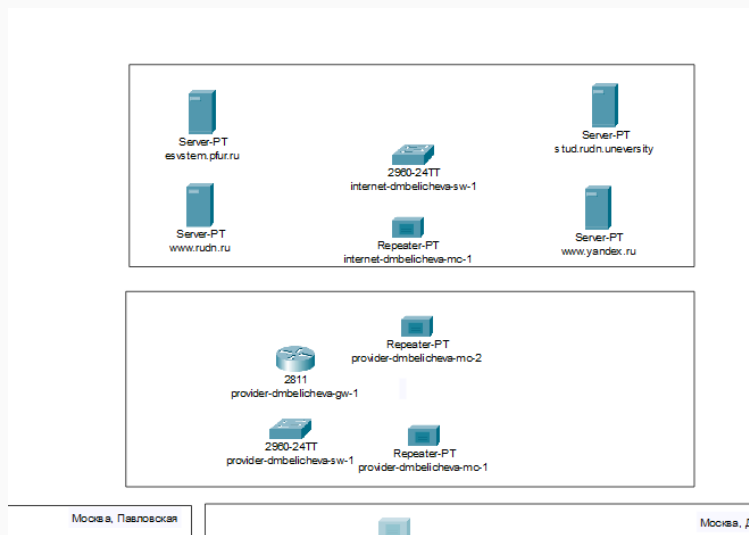 Server-PT
esystem.pfur.ru
Server-PT
stud.rudn.uneversity
2960-24TT
internet-dmbelicheva-sw-1
Server-PT
www.rudn.ru
Repeater-PT
internet-dmbelicheva-mc-1
Server-PT
www.yandex.ru
Repeater-PT
provider-dmbelicheva-mc-2
2811
provider-dmbelicheva-gw-1
2960-24TT
provider-dmbelicheva-sw-1
Repeater-PT
provider-dmbelicheva-mc-1
Москва, Павловская
Москва, Д